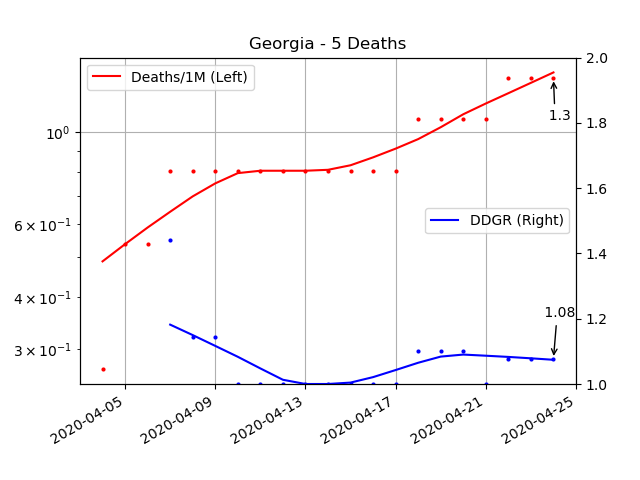 Georgia - 5 Deaths
Deaths/1M (Left)
DDGR (Right)
10⁰
6 × 10⁻¹
4 × 10⁻¹
3 × 10⁻¹
2.0
1.8
1.6
1.4
1.2
1.0
1.3
1.08
2020-04-05
2020-04-09
2020-04-13
2020-04-17
2020-04-21
2020-04-25